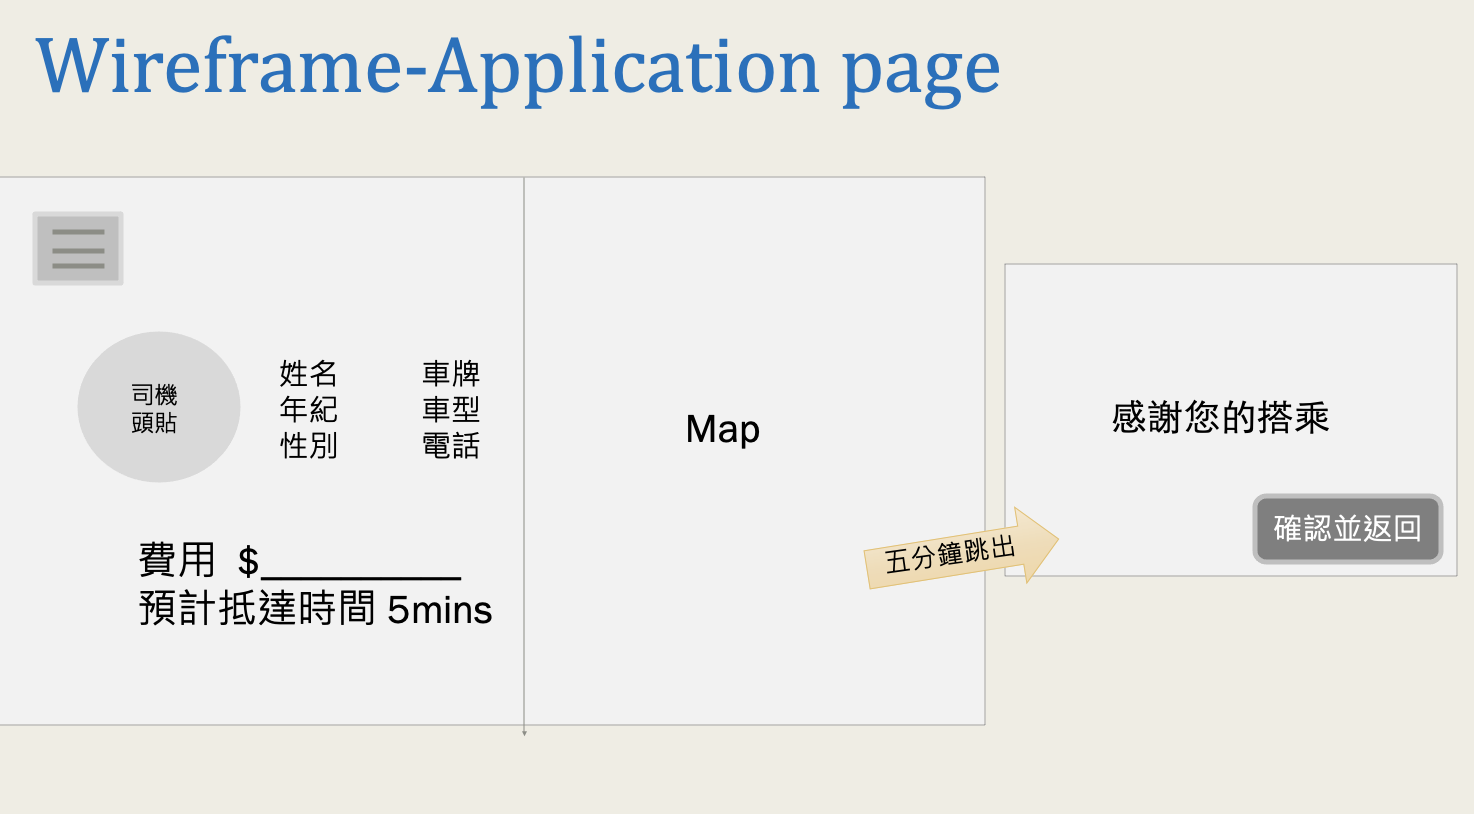 Wireframe-Application page
司機
頭貼
姓名 車牌
年紀 車型
性別 電話
費用 $__________
預計抵達時間 5mins
Map
五分鐘跳出
感謝您的搭乘
確認並返回